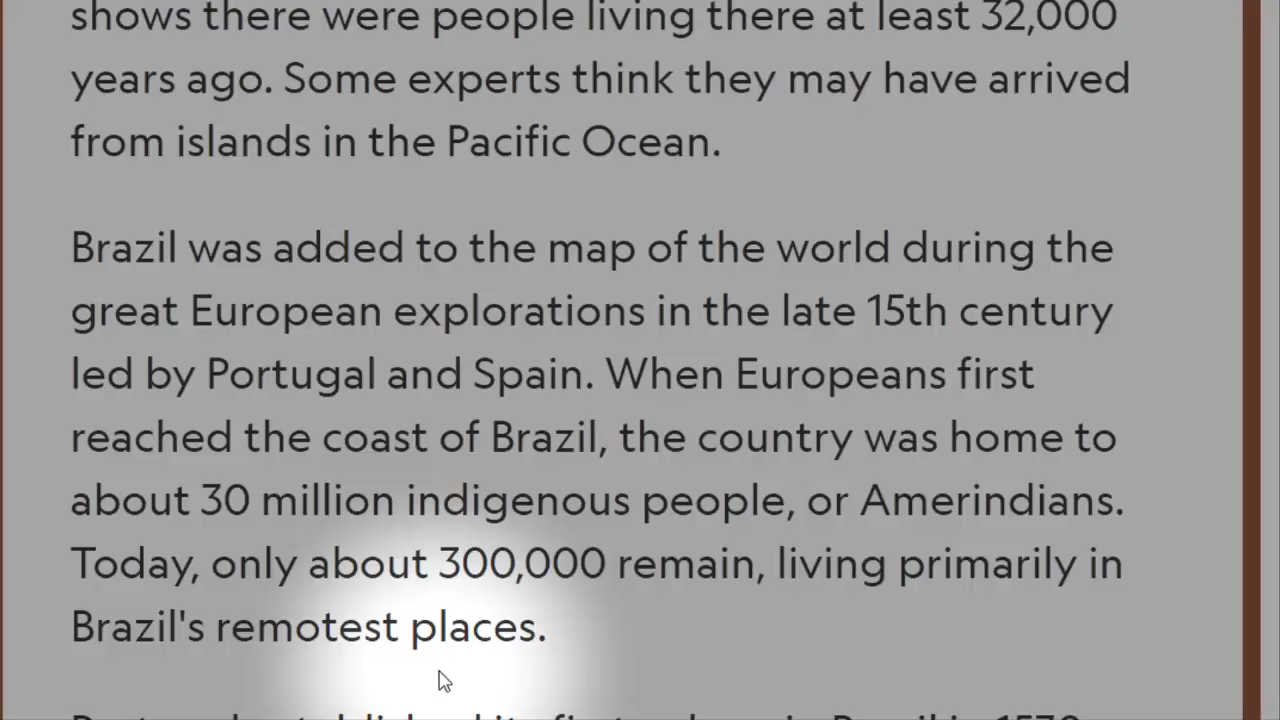 shows there were people living there at least 32,000
years ago. Some experts think they may have arrived
from islands in the Pacific Ocean.
Brazil was added to the map of the world during the
great European explorations in the late 15th century
led by Portugal and Spain. When Europeans first
reached the coast of Brazil, the country was home to
about 30 million indigenous people, or Amerindians.
Today, only about 300,000 remain, living primarily in
Brazil's remotest places.